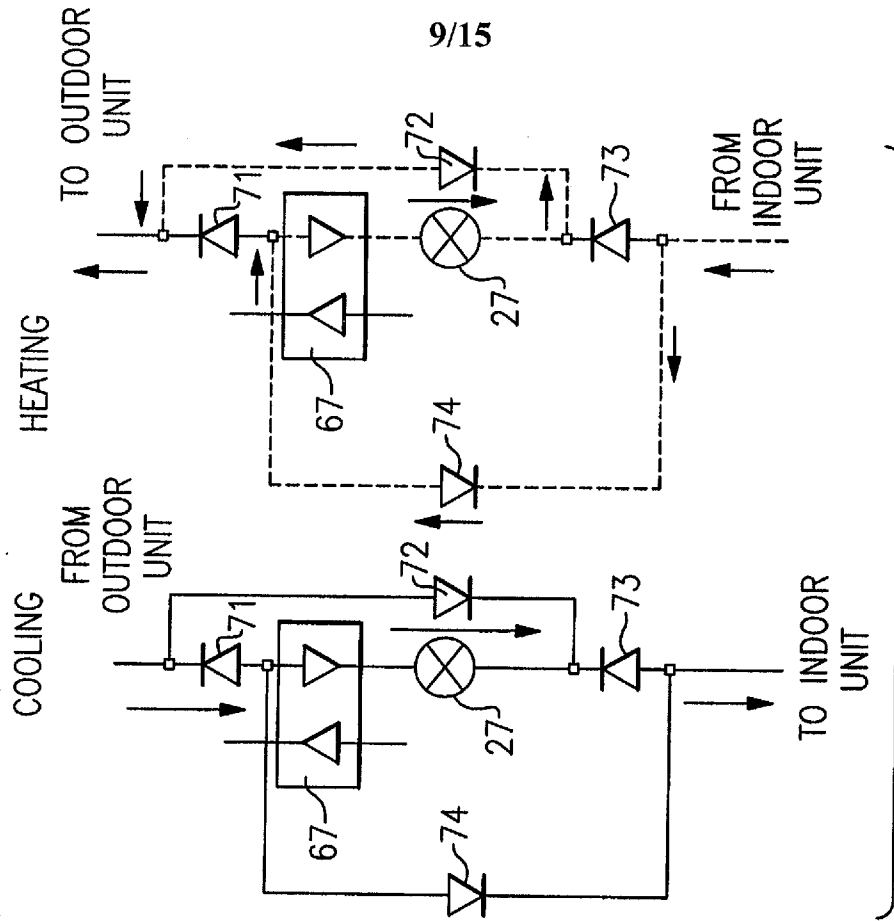 9/15
COOLING
FROM
OUTDOOR
UNIT
71
72
67
27
74
73
TO INDOOR
UNIT
HEATING
TO OUTDOOR
UNIT
71
72
67
27
74
73
FROM
INDOOR
UNIT